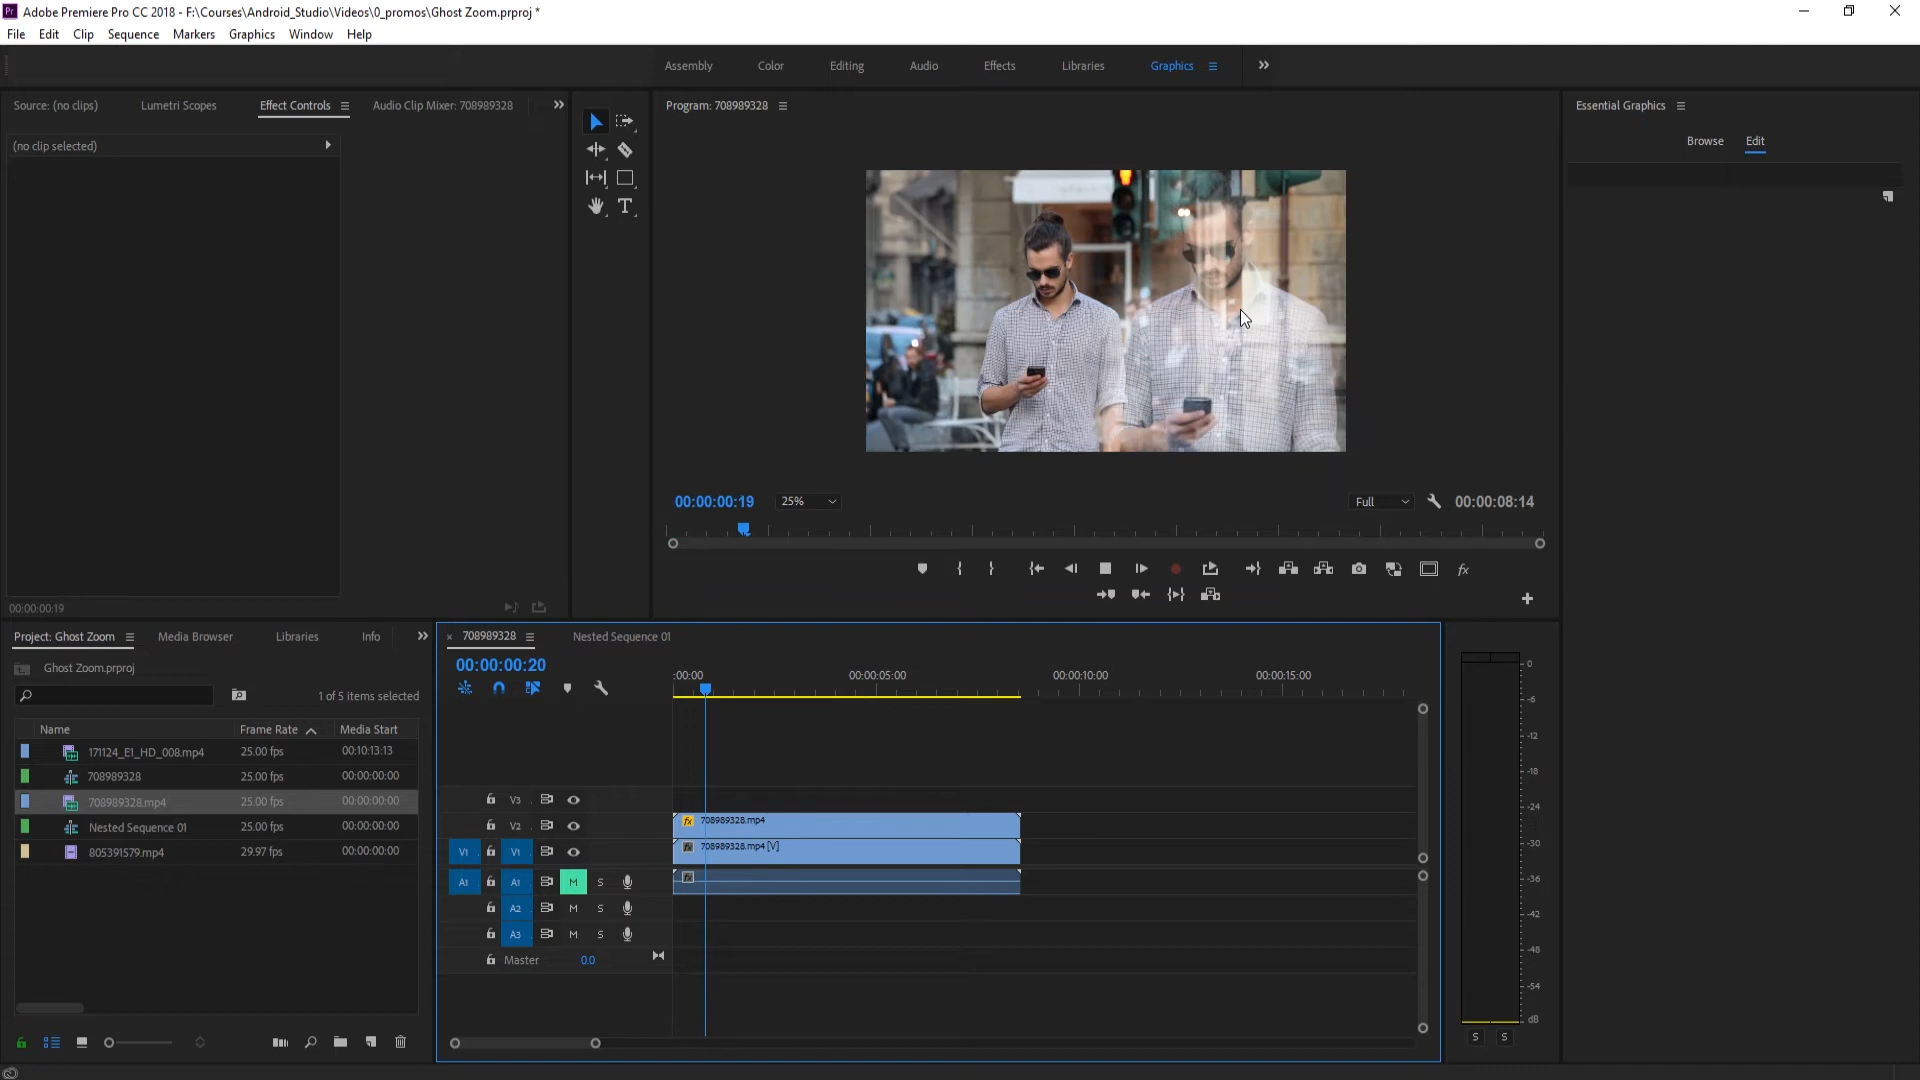 Pr Adobe Premiere Pro CC 2018 - F:\Courses\Android_Studio\Videos\0_promos\Ghost Zoom.prproj *
File Edit Clip Sequence Markers Graphics Window Help
Assembly Color Editing Audio Effects Libraries Graphics
Source: (no clips) Lumetri Scopes Effect Controls Audio Clip Mixer: 708989328
Program: 708989328
Essential Graphics
(no clip selected)
Browse Edit
T
00:00:00:19 25% Full 00:00:08:14
fx
00:00:00:19
Project: Ghost Zoom Media Browser Libraries Info
708989328 Nested Sequence 01
Ghost Zoom.prproj
00:00:00:20
:00:00 00:00:05:00 00:00:10:00 00:00:15:00
1 of 5 items selected
Name Frame Rate Media Start
171124_E1_HD_008.mp4 25.00 fps 00:10:13:13
708989328 25.00 fps 00:00:00:00
708989328.mp4 25.00 fps 00:00:00:00
Nested Sequence 01 25.00 fps 00:00:00:00
805391579.mp4 29.97 fps 00:00:00:00
V3
V2 fx 708989328.mp4
V1 V1 fx 708989328.mp4 [V]
A1 A1 M S fx
A2 M S
A3 M S
Master 0.0
0
-6
-12
-18
-24
-30
-36
-42
-48
-54
dB
S S